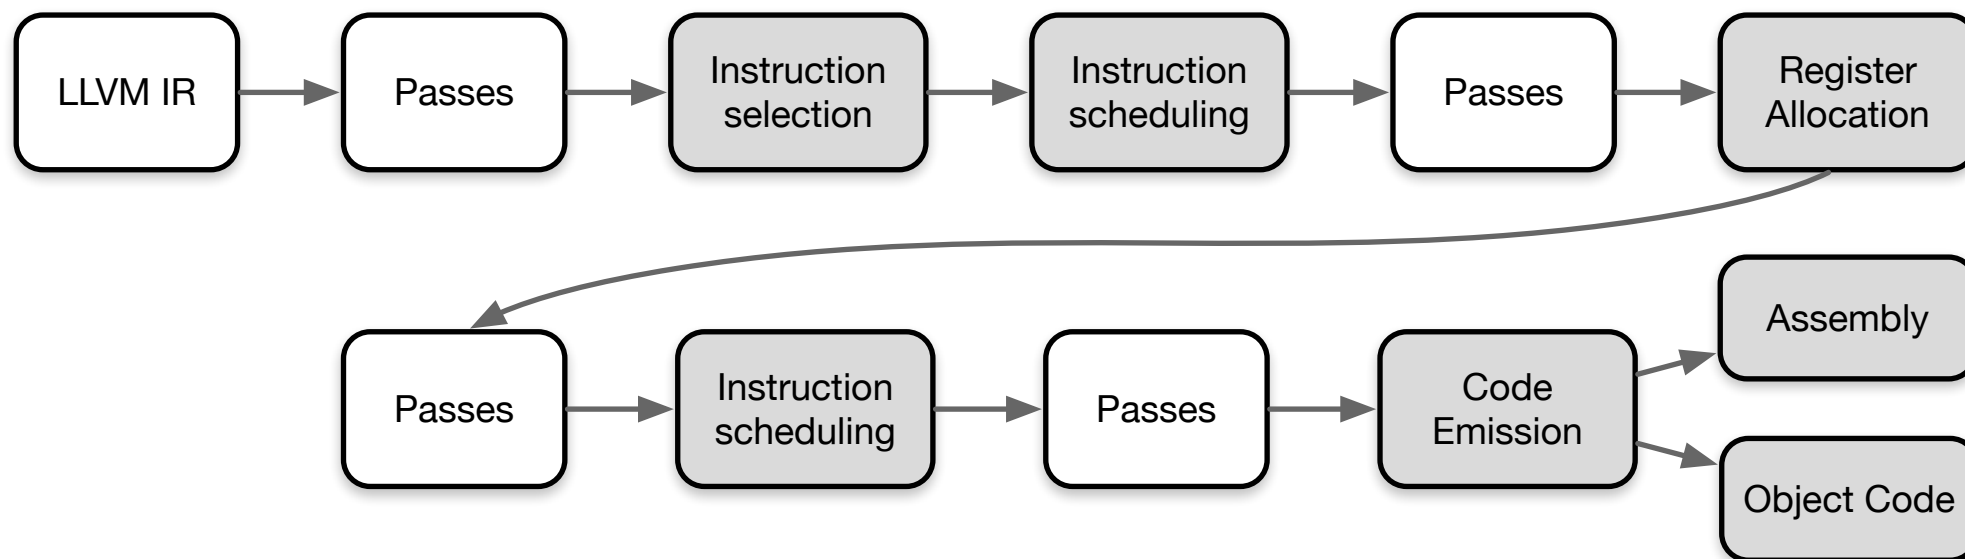 LLVM IR
Passes
Instruction
selection
Instruction
scheduling
Passes
Register
Allocation
Passes
Instruction
scheduling
Passes
Code
Emission
Assembly
Object Code